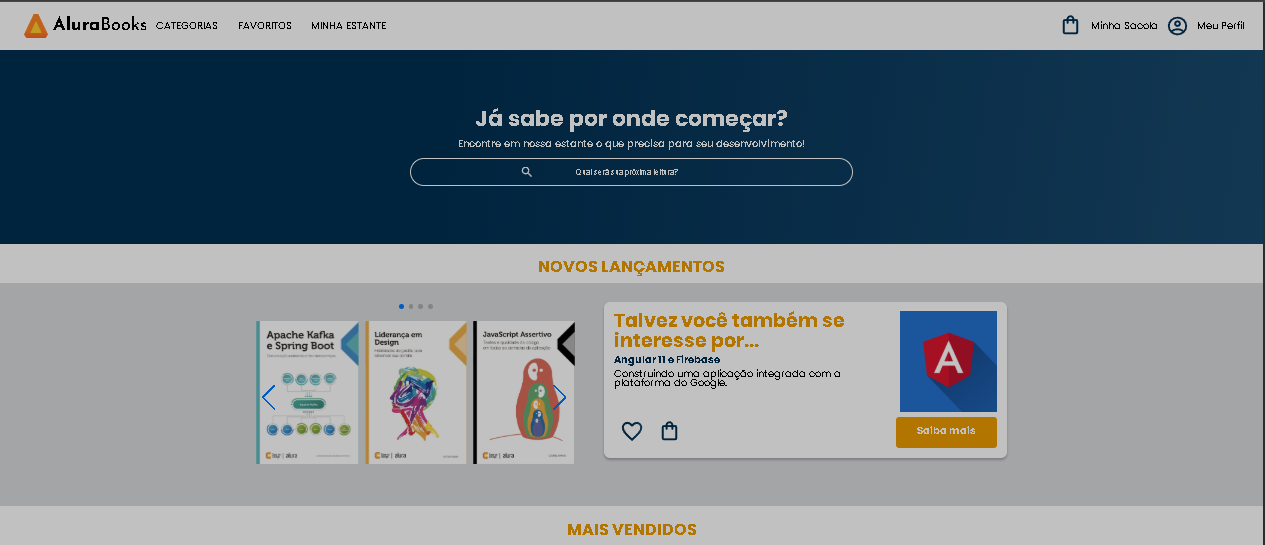 AluraBooks CATEGORIAS FAVORITOS MINHA ESTANTE Minha Sacola Meu Perfil
Já sabe por onde começar?
Encontre em nossa estante o que precisa para seu desenvolvimento!
Qual será sua próxima leitura?
NOVOS LANÇAMENTOS
Apache Kafka
e Spring Boot
Liderança em
Design
JavaScript Assertivo
alura
alura
alura
Talvez você também se
interesse por...
Angular 11 e Firebase
Construindo uma aplicação integrada com a
plataforma do Google.
A
Saiba mais
MAIS VENDIDOS